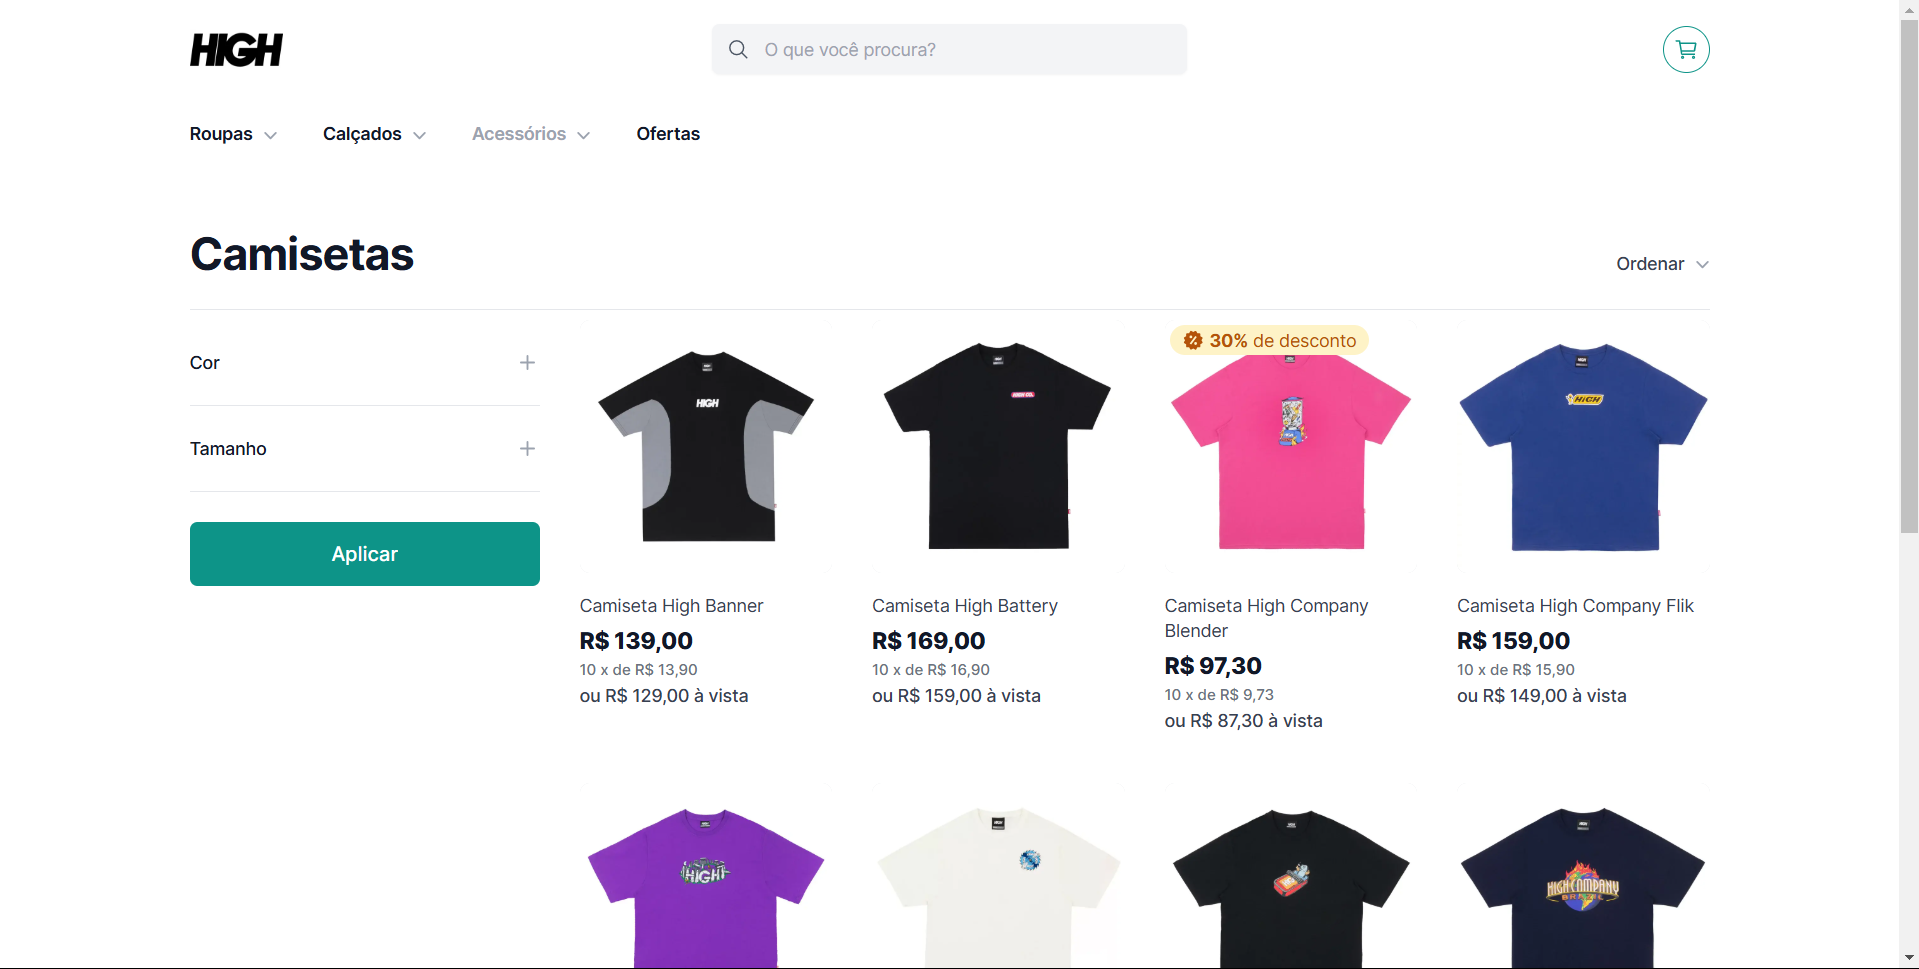 HIGH
O que você procura?
Roupas
Calçados
Acessórios
Ofertas
Camisetas
Ordenar
Cor
Tamanho
Aplicar
HIGH
Camiseta High Banner
R$ 139,00
10 x de R$ 13,90
ou R$ 129,00 à vista
HIGH CO.
Camiseta High Battery
R$ 169,00
10 x de R$ 16,90
ou R$ 159,00 à vista
30% de desconto
Camiseta High Company
Blender
R$ 97,30
10 x de R$ 9,73
ou R$ 87,30 à vista
HIGH
Camiseta High Company Flik
R$ 159,00
10 x de R$ 15,90
ou R$ 149,00 à vista
HIGH
HIGH COMPANY